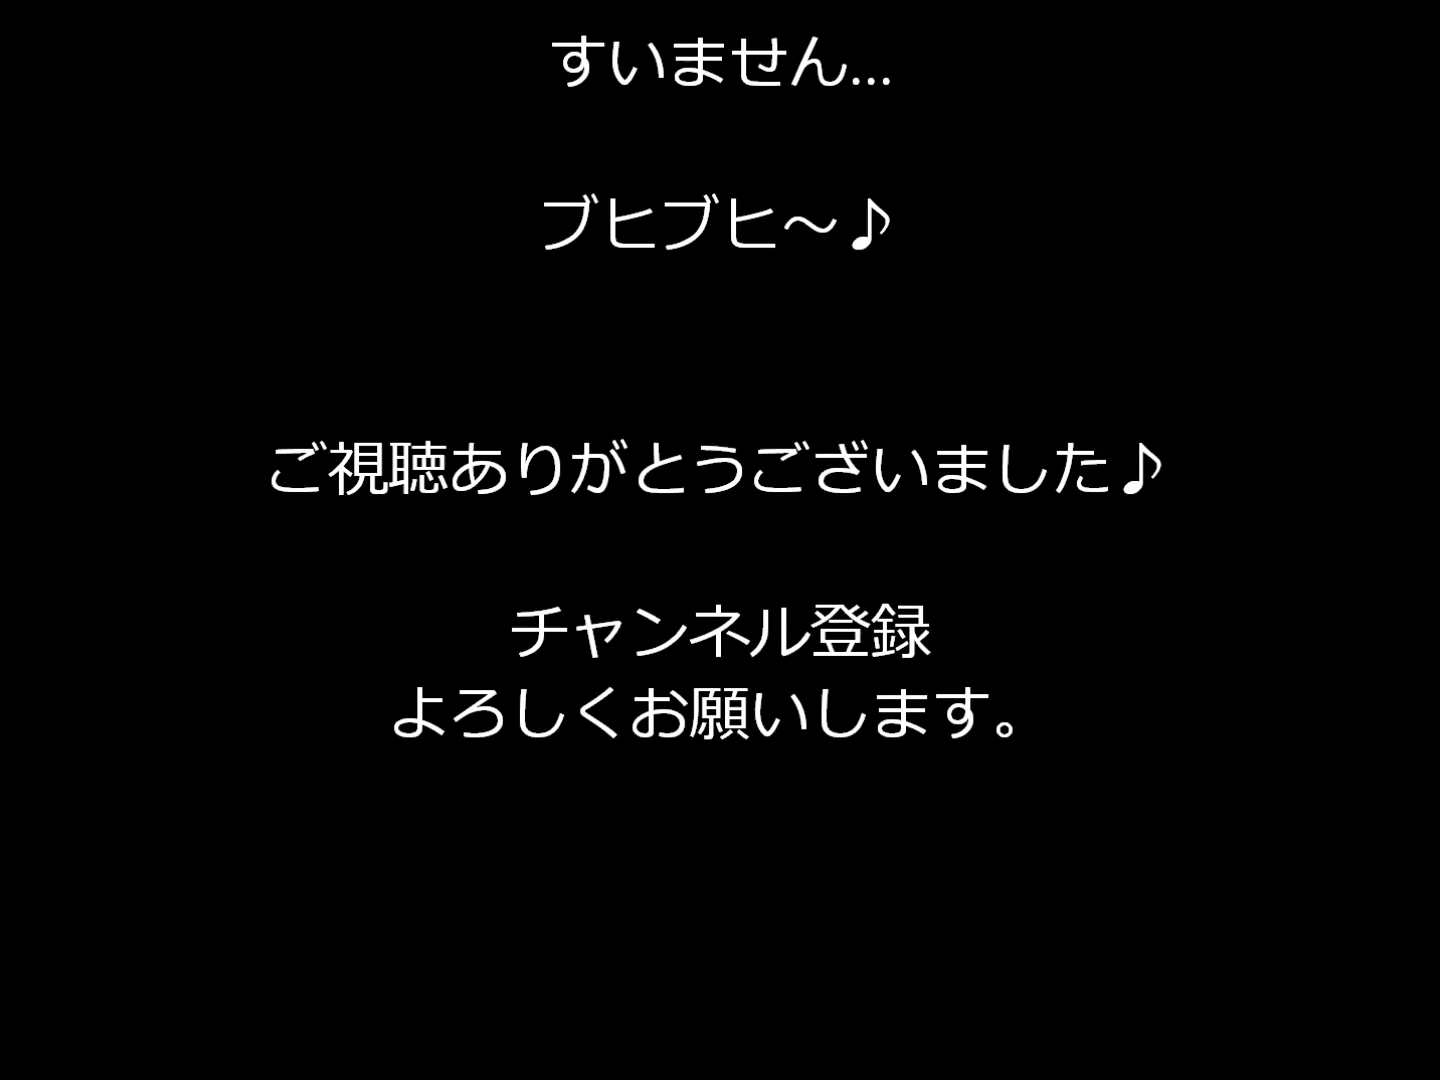 すいません...
ブヒブヒ～♪
ご視聴ありがとうございました♪
チャンネル登録
よろしくお願いします。